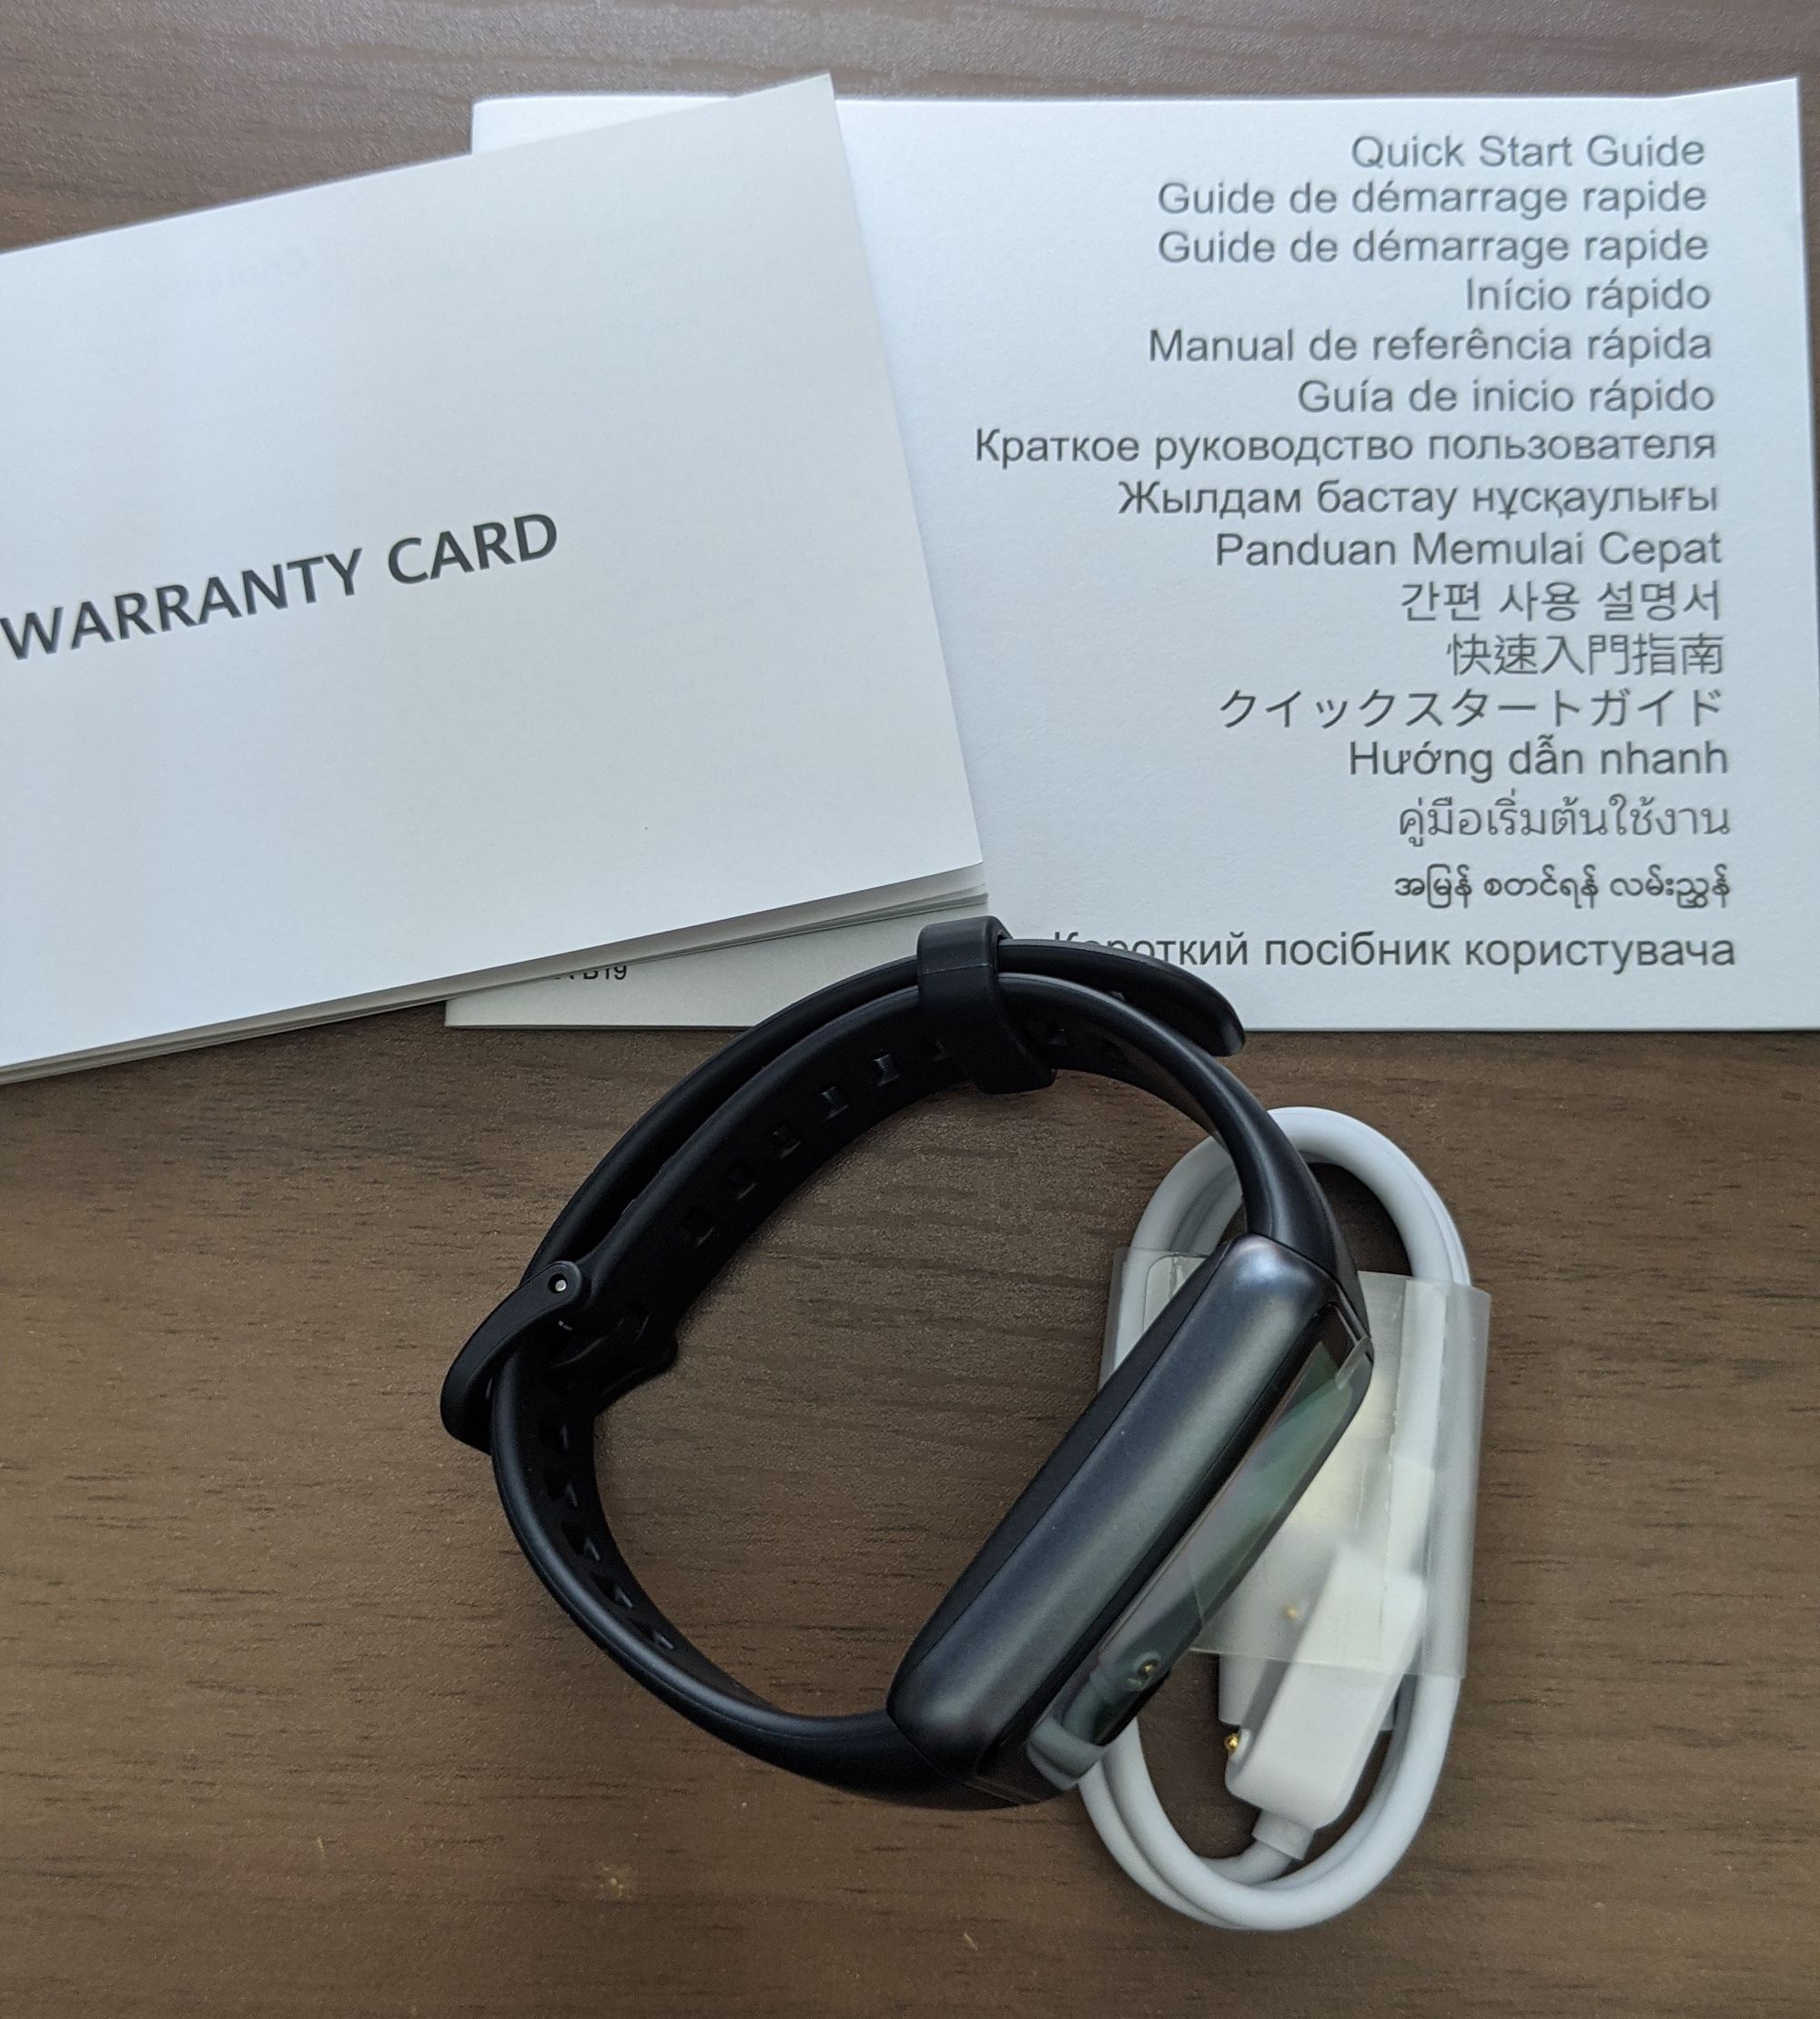 WARRANTY CARD
Quick Start Guide
Guide de démarrage rapide
Guide de démarrage rapide
Início rápido
Manual de referência rápida
Guía de inicio rápido
Краткое руководство пользователя
Жылдам бастау нұсқаулығы
Panduan Memulai Cepat
간편 사용 설명서
快速入門指南
クイックスタートガイド
Hướng dẫn nhanh
คู่มือเริ่มต้นใช้งาน
အမြန် စတင်ရန် လမ်းညွှန်
Короткий посібник користувача
B19